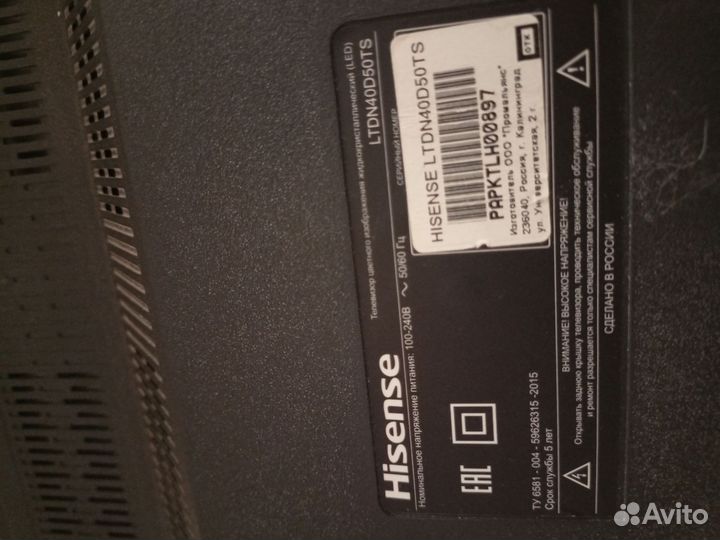 Hisense
Телевизор цветного изображения жидкокристаллический (LED)
LTDN40D50TS
Номинальное напряжение питания: 100-240В ~ 50/60 Гц
СЕРИЙНЫЙ НОМЕР
HISENSE LTDN40D50TS
PAPKTLH00897
Изготовитель ООО "Промальянс"
236040, Россия, г. Калининград
ул. Университетская, 2 г.
ОТК
EAC
ТУ 6581 - 004 - 59626315 -2015
Срок службы 5 лет
ВНИМАНИЕ! ВЫСОКОЕ НАПРЯЖЕНИЕ!
Открывать заднюю крышку телевизора, проводить техническое обслуживание
и ремонт разрешается только специалистам сервисной службы
СДЕЛАНО В РОССИИ
Avito